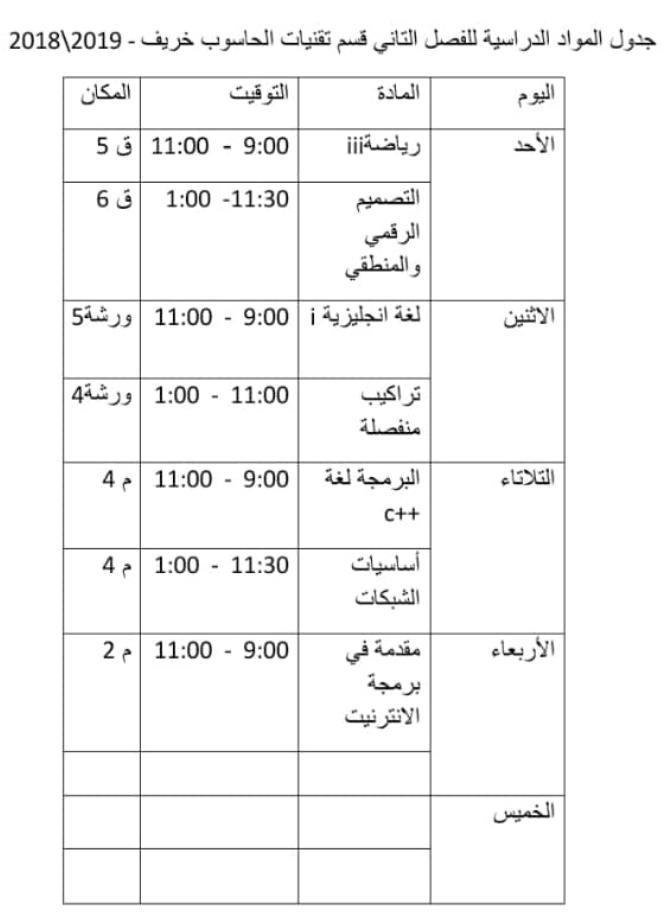 جدول المواد الدراسية للفصل التاني قسم تقنيات الحاسوب خريف - 2019\2018
اليوم المادة التوقيت المكان
الأحد رياضةiii 9:00 - 11:00 ق 5
التصميم 11:30- 1:00 ق 6
الرقمي
والمنطقي
الاثنين لغة انجليزية i 9:00 - 11:00 ورشة5
تراكيب 11:00 - 1:00 ورشة4
منفصلة
التلاتاء البرمجة لغة 9:00 - 11:00 م 4
c++
أساسيات 11:30 - 1:00 م 4
الشبكات
الأربعاء مقدمة في 9:00 - 11:00 م 2
برمجة
الانترنيت
الخميس